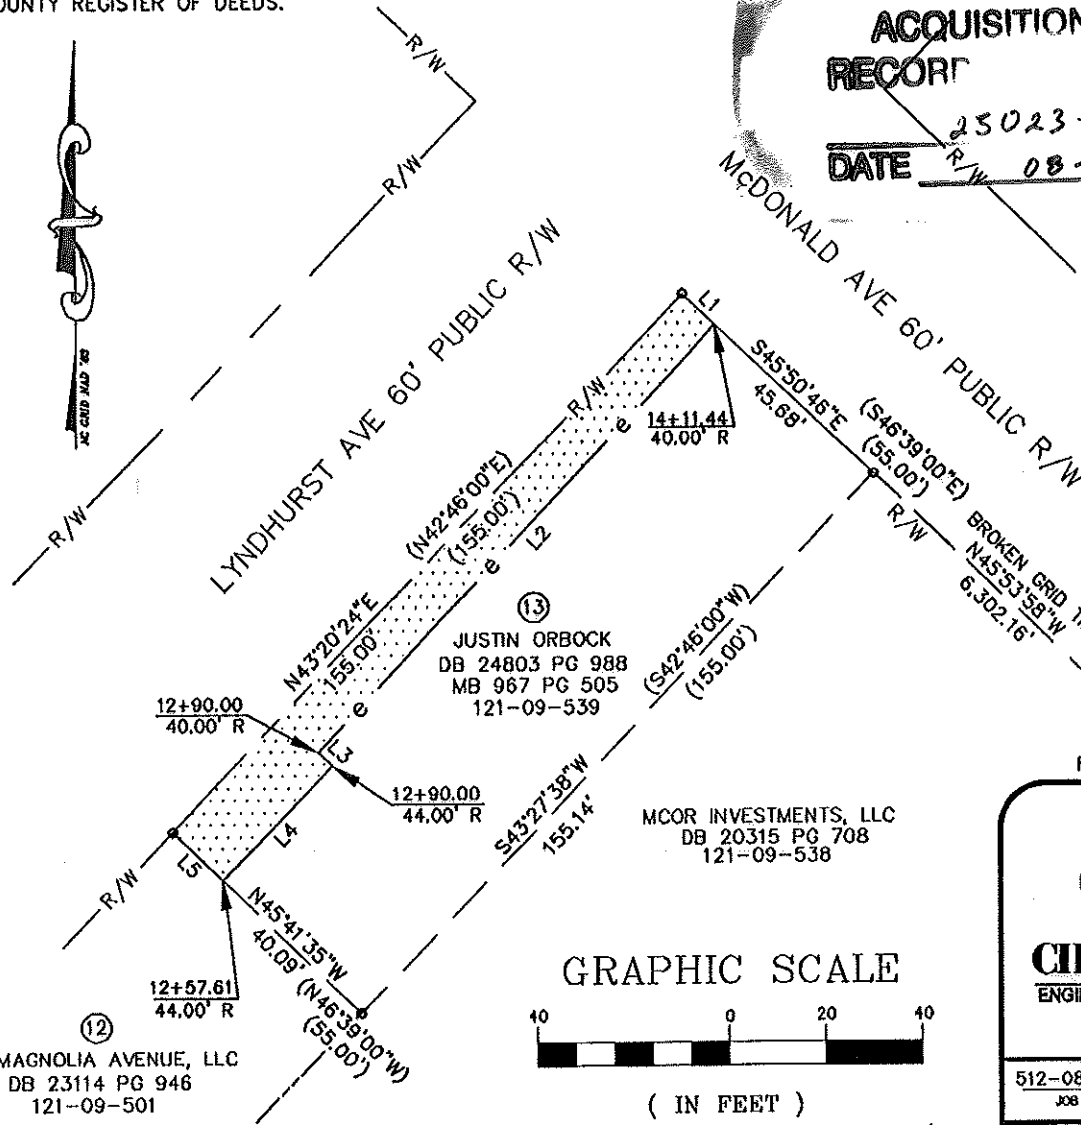 OUNTY REGISTER OF DEEDS.
ACQUISITION
RECORD
25023-
DATE 08-
R/W
R/W
R/W
NC GRID NAD '83
McDONALD AVE 60' PUBLIC R/W
LYNDHURST AVE 60' PUBLIC R/W
R/W
L1
S45°50'46"E
45.68'
(S46°39'00"E)
(55.00')
14+11.44
40.00' R
R/W
e
(N42°46'00"E)
(155.00')
L2
e
R/W
BROKEN GRID
N45°53'58"W
6,302.16'
N43°20'24"E
155.00'
13
JUSTIN ORBOCK
DB 24803 PG 988
MB 967 PG 505
121-09-539
(S42°46'00"W)
(155.00')
e
12+90.00
40.00' R
L3
12+90.00
44.00' R
S43°27'38"W
155.14'
MCOR INVESTMENTS, LLC
DB 20315 PG 708
121-09-538
L4
L5
R/W
N45°41'35"W
40.09'
(N46°39'00"W)
(55.00')
12+57.61
44.00' R
12
MAGNOLIA AVENUE, LLC
DB 23114 PG 946
121-09-501
GRAPHIC SCALE
40 0 20 40
( IN FEET )
ENGI
512-08
JOB